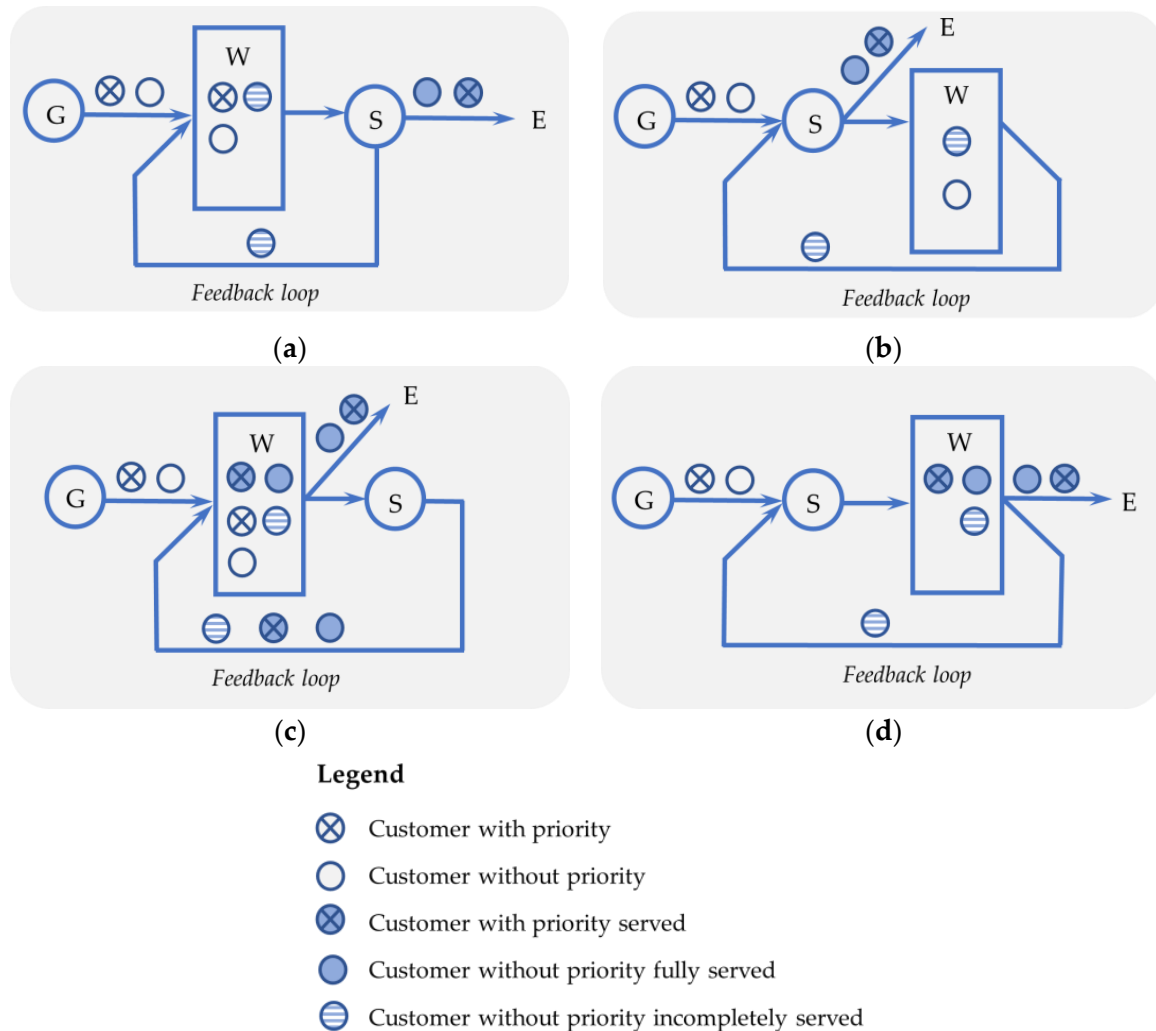 W
G
S
E
Feedback loop
(a)
E
W
G
S
Feedback loop
(b)
E
W
G
S
Feedback loop
(c)
W
G
S
E
Feedback loop
(d)
Legend
Customer with priority
Customer without priority
Customer with priority served
Customer without priority fully served
Customer without priority incompletely served